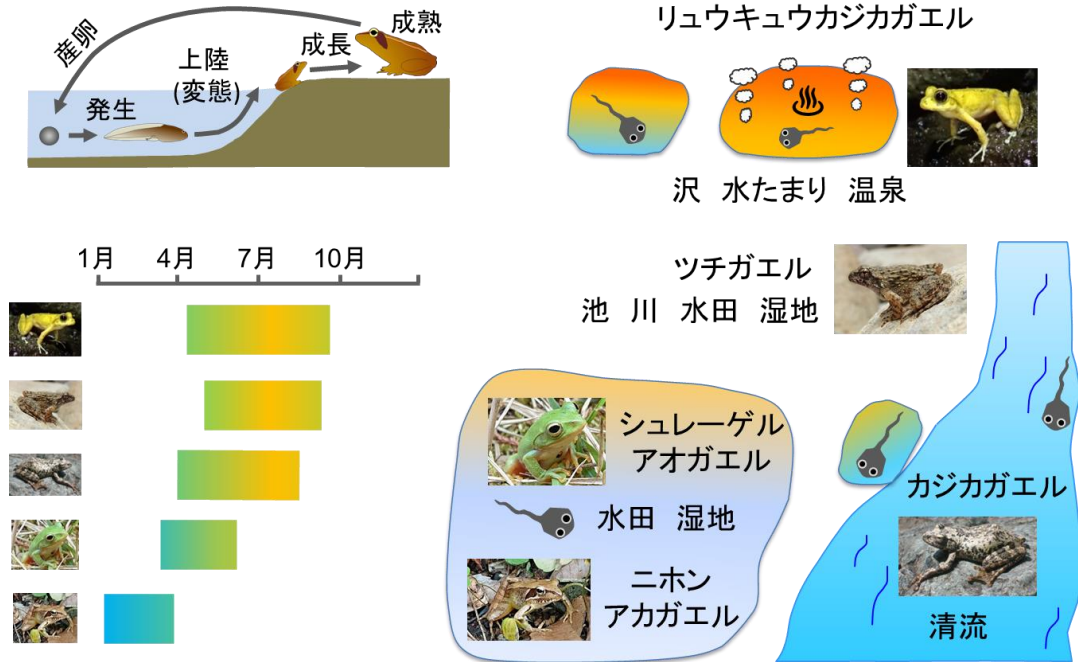 産卵
成熟
成長
上陸
(変態)
発生
リュウキュウカジカガエル
沢 水たまり 温泉
1月 4月 7月 10月
ツチガエル
池 川 水田 湿地
シュレーゲル
アオガエル
水田 湿地
ニホン
アカガエル
カジカガエル
清流